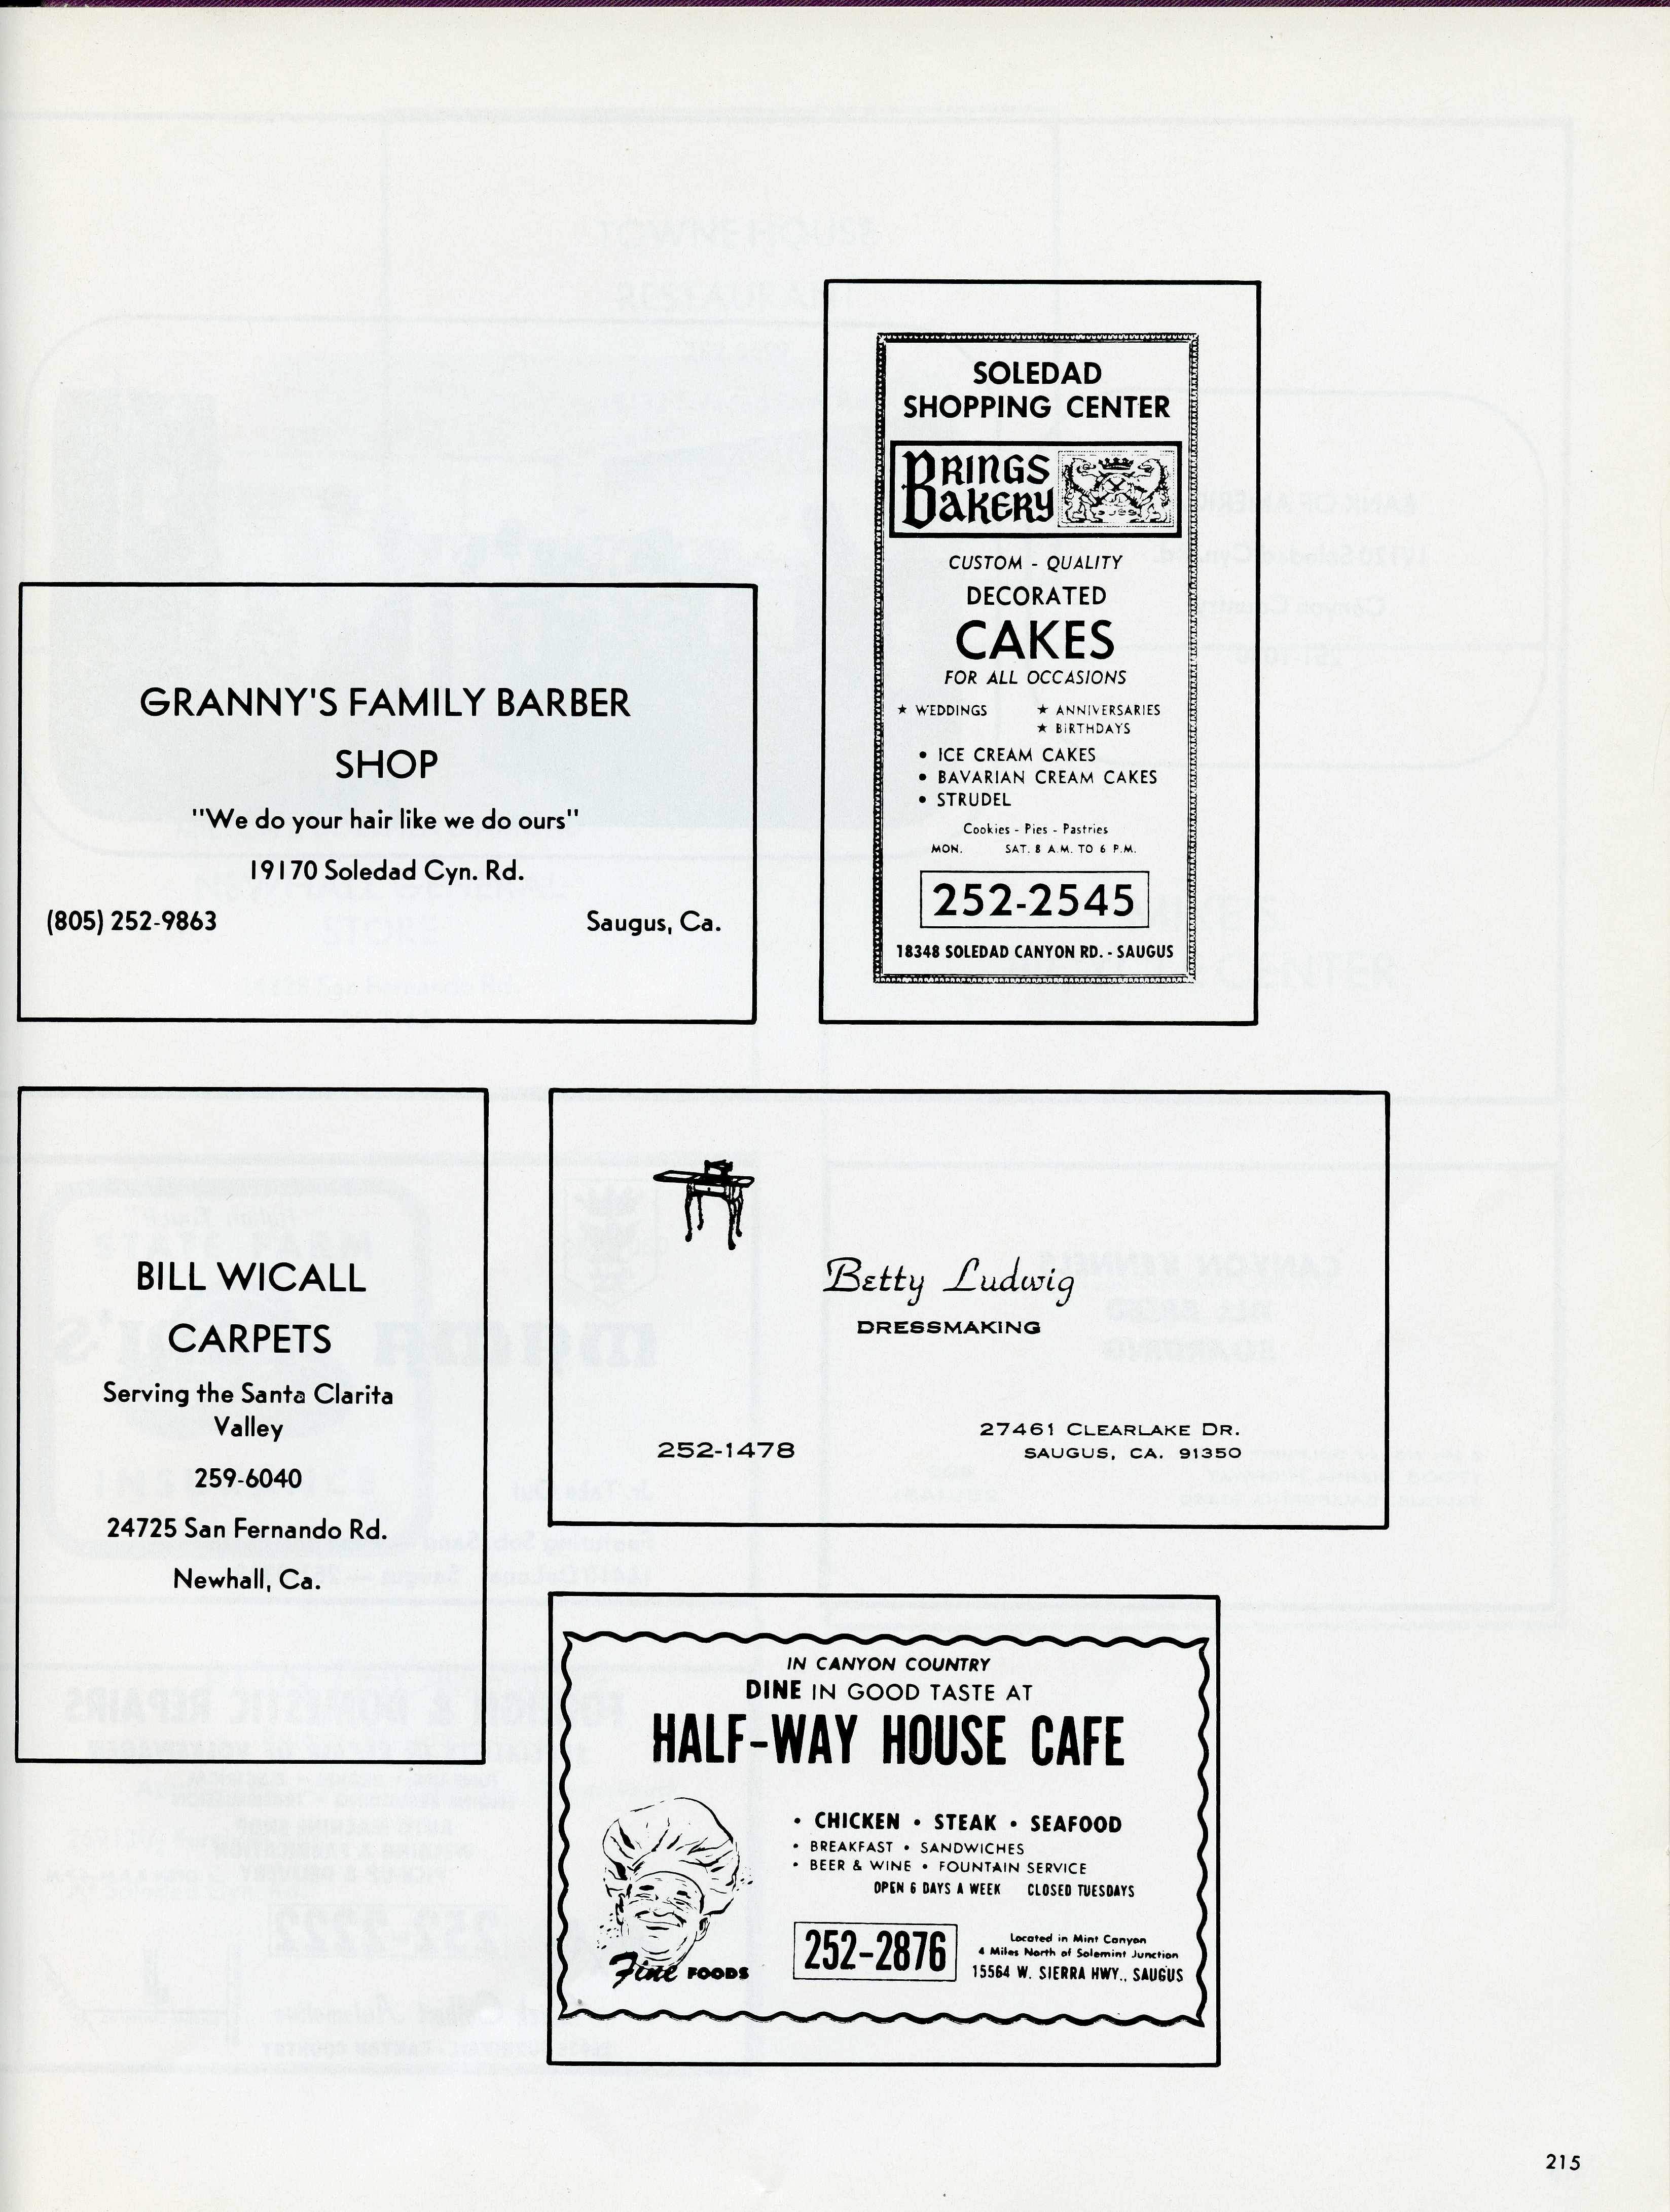 SOLEDAD
SHOPPING CENTER
BRINGS
BAKERY
CUSTOM - QUALITY
DECORATED
CAKES
FOR ALL OCCASIONS
★ WEDDINGS ★ ANNIVERSARIES
★ BIRTHDAYS
• ICE CREAM CAKES
• BAVARIAN CREAM CAKES
• STRUDEL
Cookies - Pies - Pastries
MON. SAT. 8 A.M. TO 6 P.M.
252-2545
18348 SOLEDAD CANYON RD. - SAUGUS
GRANNY'S FAMILY BARBER
SHOP
"We do your hair like we do ours"
19170 Soledad Cyn. Rd.
(805) 252-9863 Saugus, Ca.
BILL WICALL
CARPETS
Serving the Santa Clarita
Valley
259-6040
24725 San Fernando Rd.
Newhall, Ca.
Betty Ludwig
DRESSMAKING
252-1478
27461 CLEARLAKE DR.
SAUGUS, CA. 91350
IN CANYON COUNTRY
DINE IN GOOD TASTE AT
HALF-WAY HOUSE CAFE
• CHICKEN • STEAK • SEAFOOD
• BREAKFAST • SANDWICHES
• BEER & WINE • FOUNTAIN SERVICE
OPEN 6 DAYS A WEEK CLOSED TUESDAYS
Fine FOODS
252-2876
Located in Mint Canyon
4 Miles North of Solemint Junction
15564 W. SIERRA HWY., SAUGUS
215